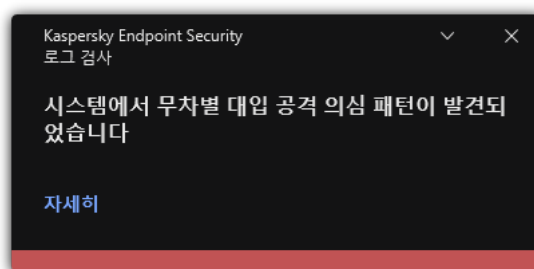 Kaspersky Endpoint Security
로그 검사
시스템에서 무차별 대입 공격 의심 패턴이 발견되
었습니다
자세히